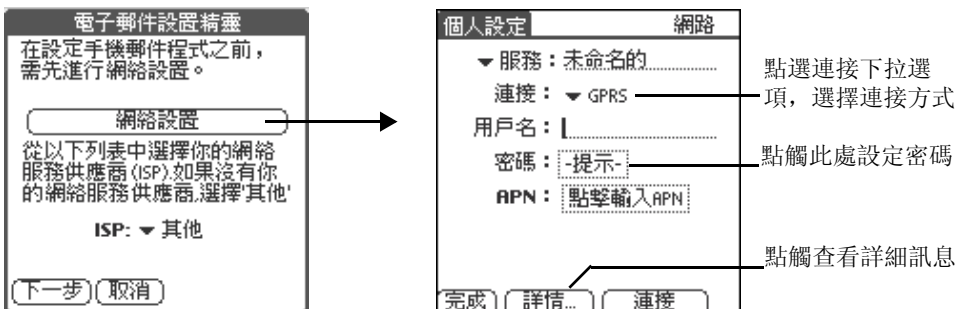 電子郵件設置精靈
在設定手機郵件程式之前，
需先進行網絡設置。
網絡設置
從以下列表中選擇你的網絡
服務供應商(ISP).如果沒有你
的網絡服務供應商,選擇'其他'
ISP: 其他
下一步 取消
個人設定 網路
服務：未命名的
連接： GPRS
用戶名：
密碼： -提示-
APN： 點擊輸入APN
完成 詳情... 連接
點選連接下拉選
項，選擇連接方式
點觸此處設定密碼
點觸查看詳細訊息